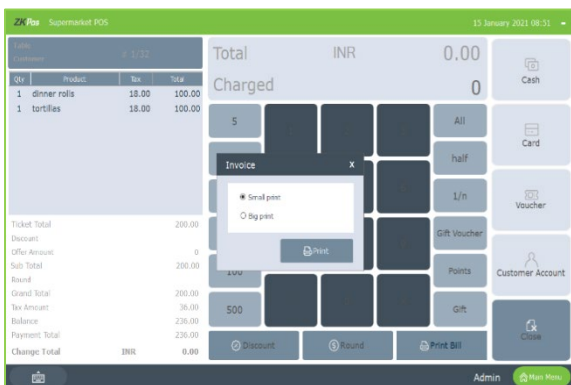 ZKPos Supermarket POS 15 January 2021 08:51
Table
Customer # 1/32
Qty Product Tax Total
1 dinner rolls 18.00 100.00
1 tortillas 18.00 100.00
Ticket Total 200.00
Discount
Offer Amount 0
Sub Total 200.00
Round
Grand Total 200.00
Tax Amount 36.00
Balance 236.00
Payment Total 236.00
Change Total INR 0.00
Total INR 0.00
Charged 0
5
100
500
All
half
1/n
Gift Voucher
Points
Gift
Discount
Round
Print Bill
Invoice x
Small print
Big print
Print
Cash
Card
Voucher
Customer Account
Close
Admin Main Menu